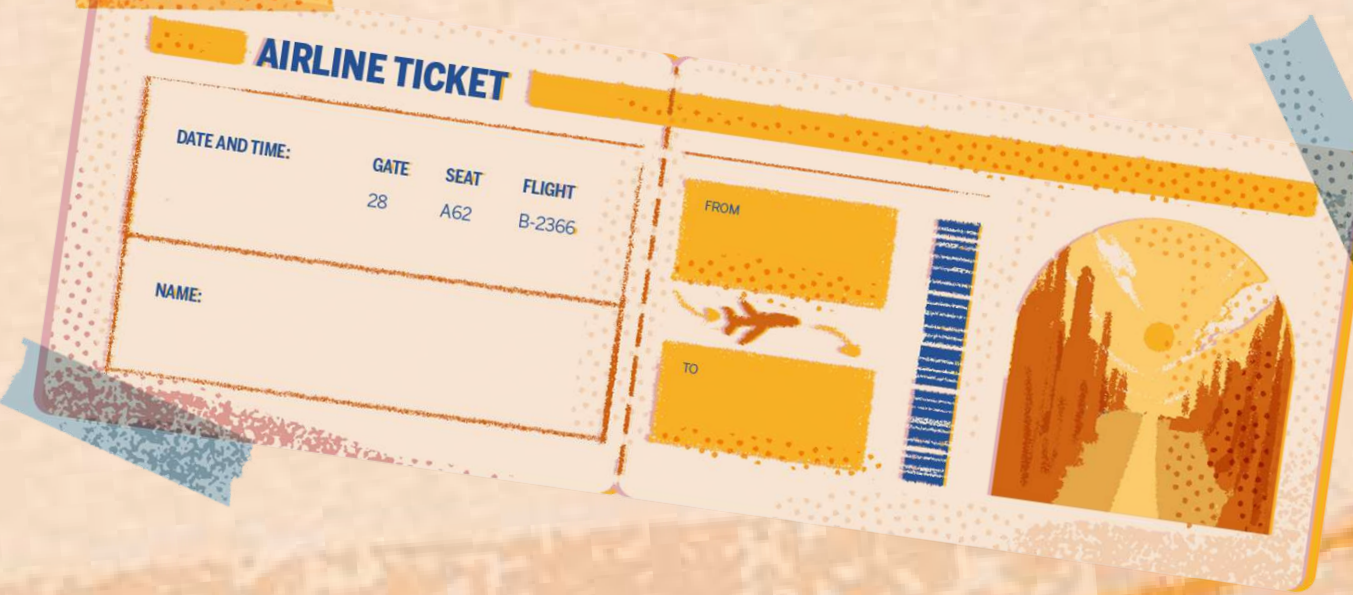 AIRLINE TICKET
DATE AND TIME:
GATE SEAT FLIGHT
28 A62 B-2366
NAME:
FROM
TO